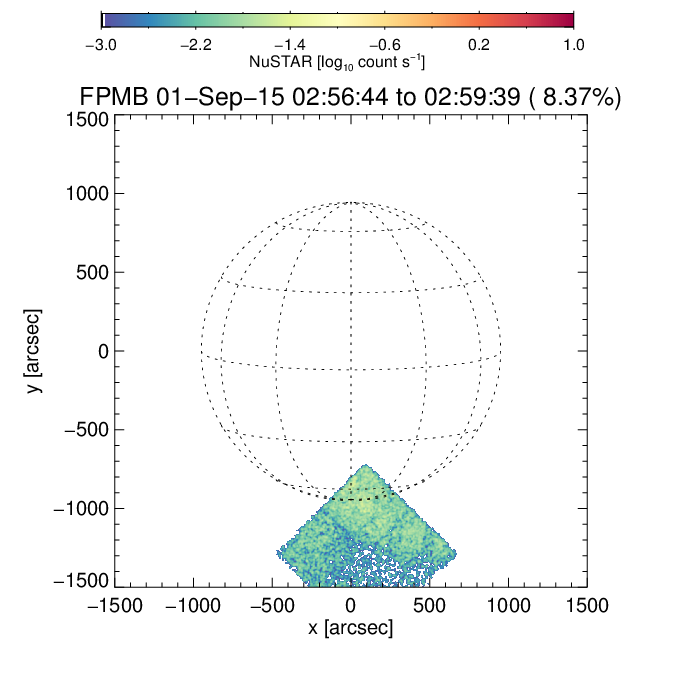 −3.0 −2.2 −1.4 −0.6 0.2 1.0
NuSTAR [log₁₀ count s⁻¹]
FPMB 01−Sep−15 02:56:44 to 02:59:39 ( 8.37%)
1500
1000
500
0
−500
−1000
−1500
y [arcsec]
−1500 −1000 −500 0 500 1000 1500
x [arcsec]